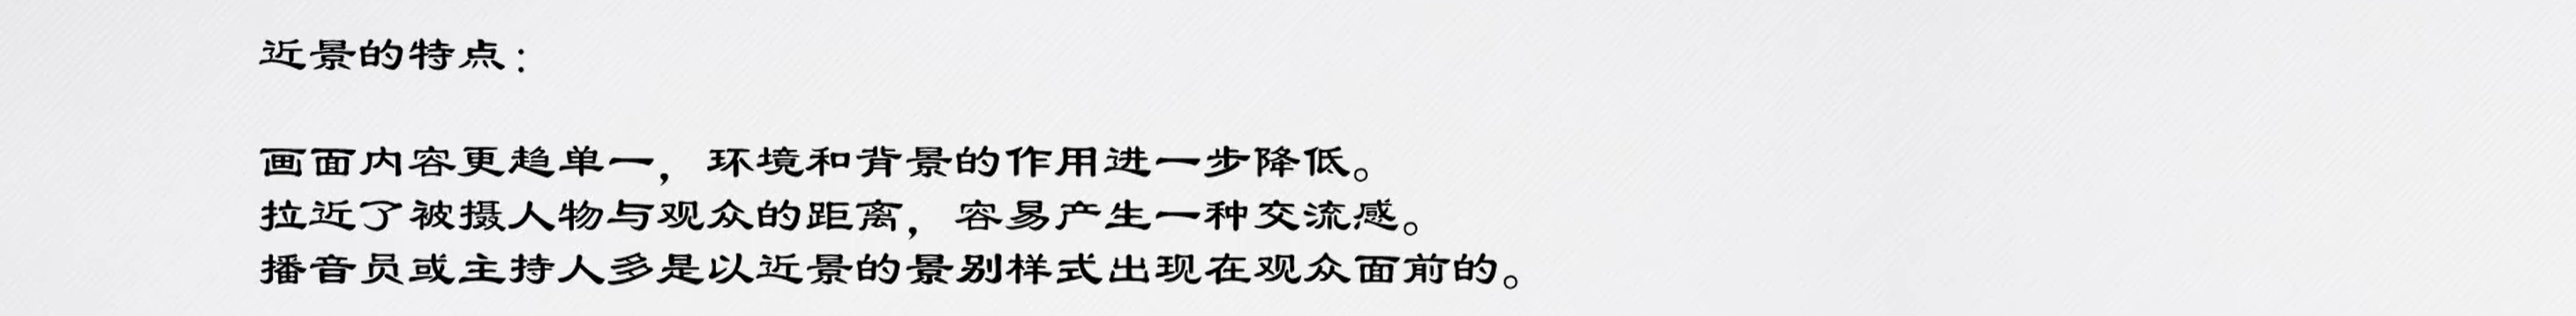 近景的特点：
画面内容更趋单一，环境和背景的作用进一步降低。
拉近了被摄人物与观众的距离，容易产生一种交流感。
播音员或主持人多是以近景的景别样式出现在观众面前的。